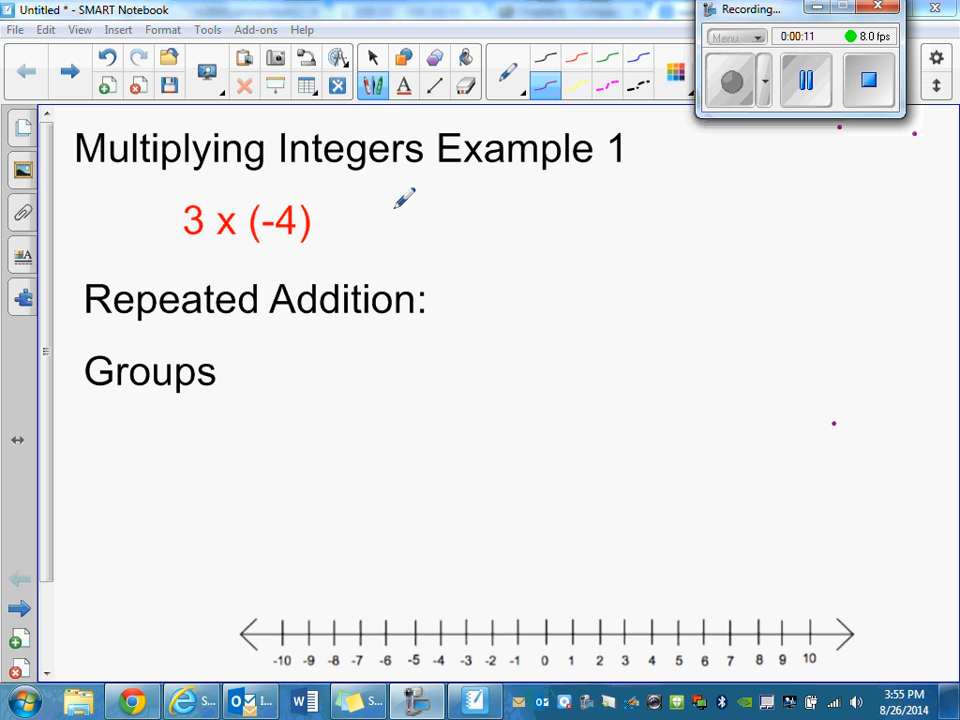 Untitled * - SMART Notebook
Recording...
File Edit View Insert Format Tools Add-ons Help
Menu 0:00:11 8.0 fps
Multiplying Integers Example 1
3 x (-4)
Repeated Addition:
Groups
-10 -9 -8 -7 -6 -5 -4 -3 -2 -1 0 1 2 3 4 5 6 7 8 9 10
S... I... S...
3:55 PM
8/26/2014